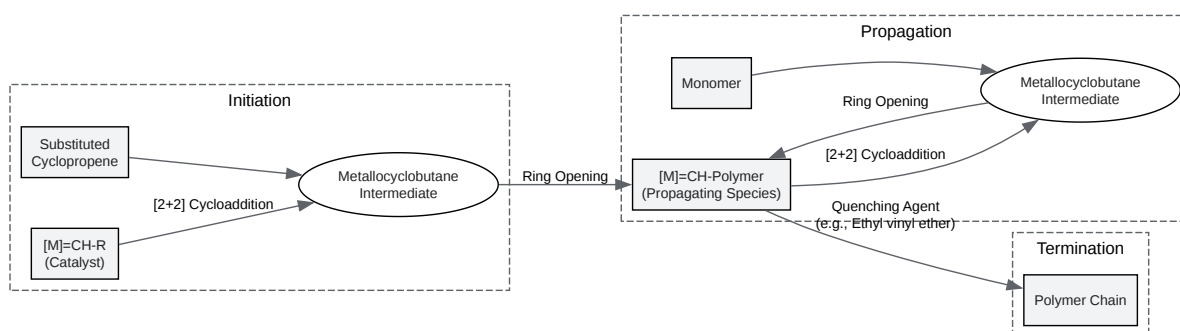 Initiation
Substituted
Cyclopropene
[M]=CH-R
(Catalyst)
[2+2] Cycloaddition
Metallocyclobutane
Intermediate
Ring Opening
Propagation
Monomer
Metallocyclobutane
Intermediate
Ring Opening
[2+2] Cycloaddition
[M]=CH-Polymer
(Propagating Species)
Quenching Agent
(e.g., Ethyl vinyl ether)
Termination
Polymer Chain